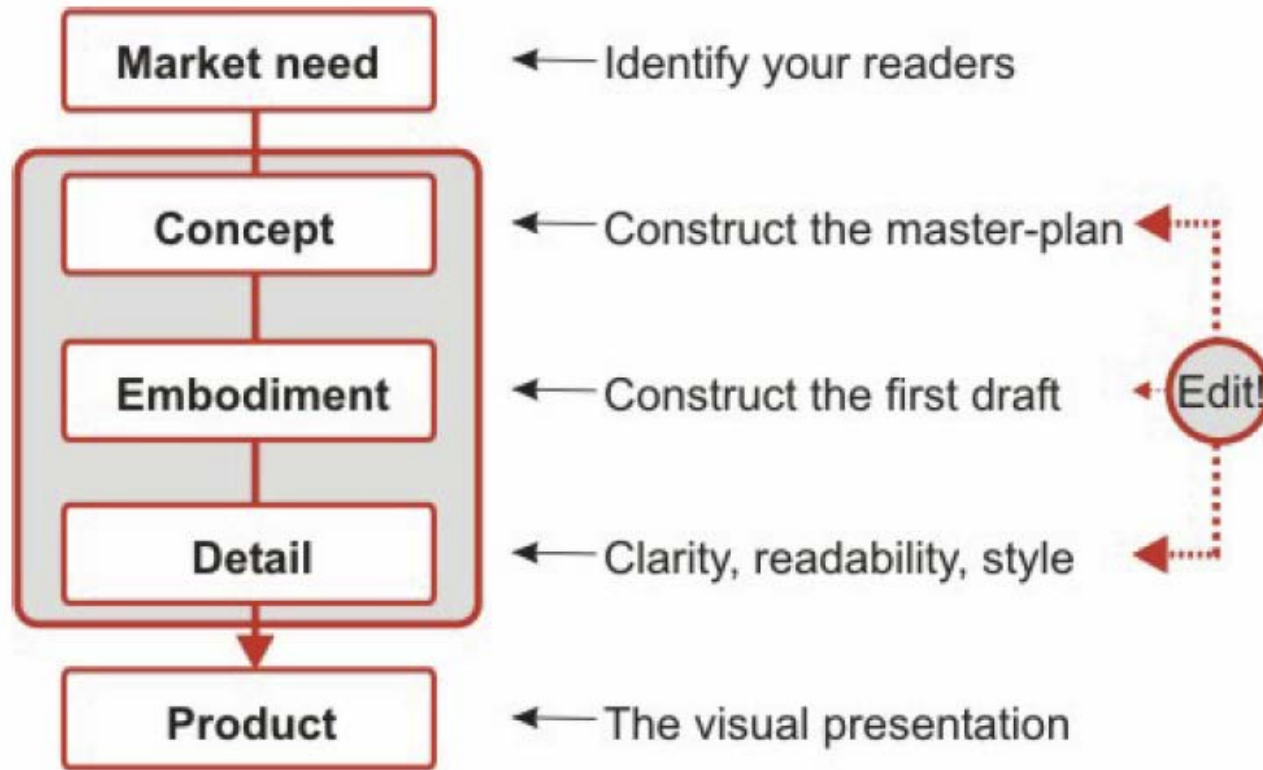 Market need
Identify your readers
Concept
Construct the master-plan
Embodiment
Construct the first draft
Edit!
Detail
Clarity, readability, style
Product
The visual presentation